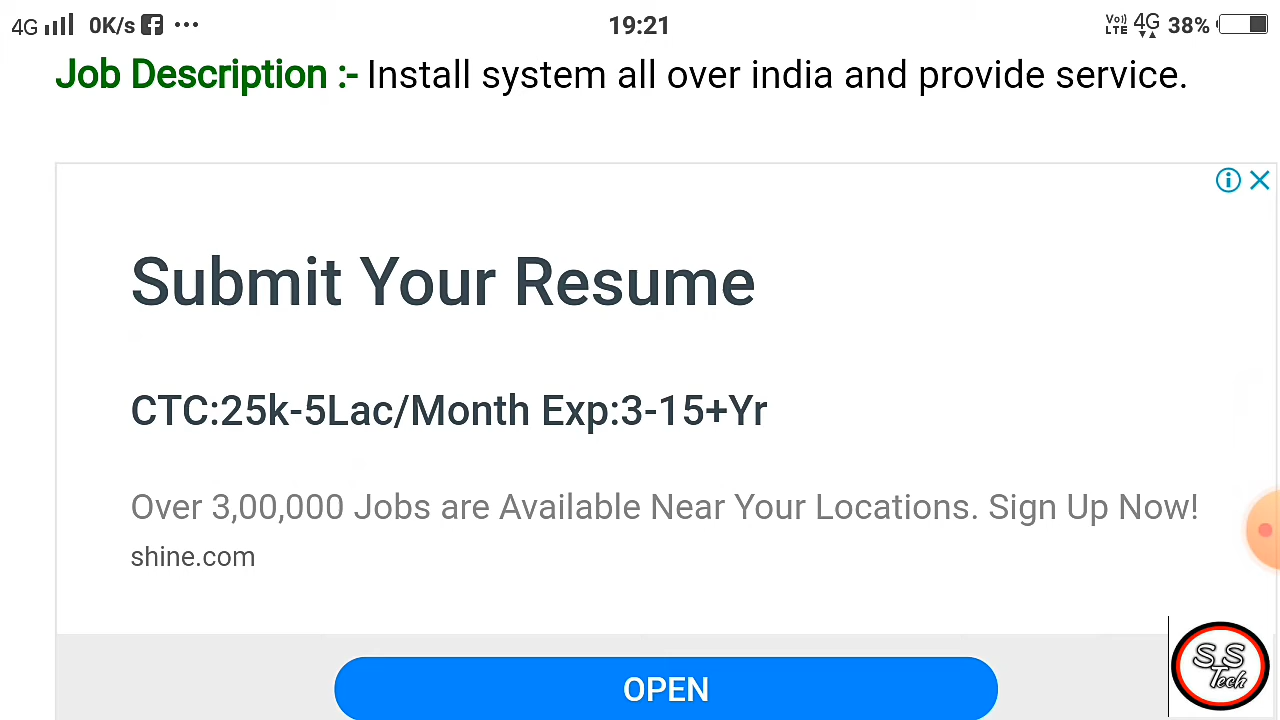 4G 0K/s f ... 19:21 Vo)) LTE 4G 38%
Job Description :- Install system all over india and provide service.
Submit Your Resume
CTC:25k-5Lac/Month Exp:3-15+Yr
Over 3,00,000 Jobs are Available Near Your Locations. Sign Up Now!
shine.com
OPEN
S_S
Tech